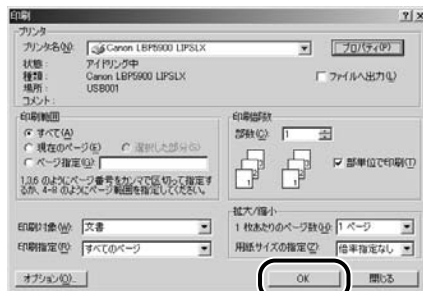 印刷
プリンタ
プリンタ名(N): Canon LBP5900 LIPSLX プロパティ(P)
状態: アイドリング中
種類: Canon LBP5900 LIPSLX ファイルへ出力(L)
場所: USB001
コメント:
印刷範囲
すべて(A)
現在のページ(E) 選択した部分(S)
ページ指定(G):
1,3,6 のようにページ番号をカンマで区切って指定するか、4-8 のようにページ範囲を指定してください。
印刷部数
部数(C): 1
部単位で印刷(T)
印刷対象(W): 文書
印刷指定(R): すべてのページ
拡大/縮小
1 枚あたりのページ数(H): 1 ページ
用紙サイズの指定(Z): 倍率指定なし
オプション(O)... OK 閉じる